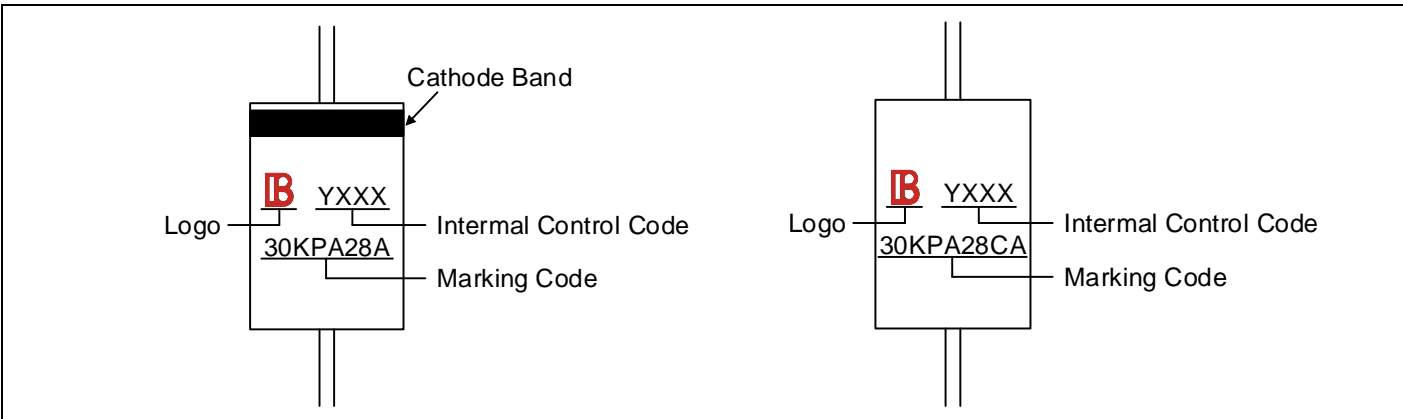 Cathode Band
B YXXX
Logo
Intermal Control Code
30KPA28A
Marking Code
B YXXX
Logo
Intermal Control Code
30KPA28CA
Marking Code